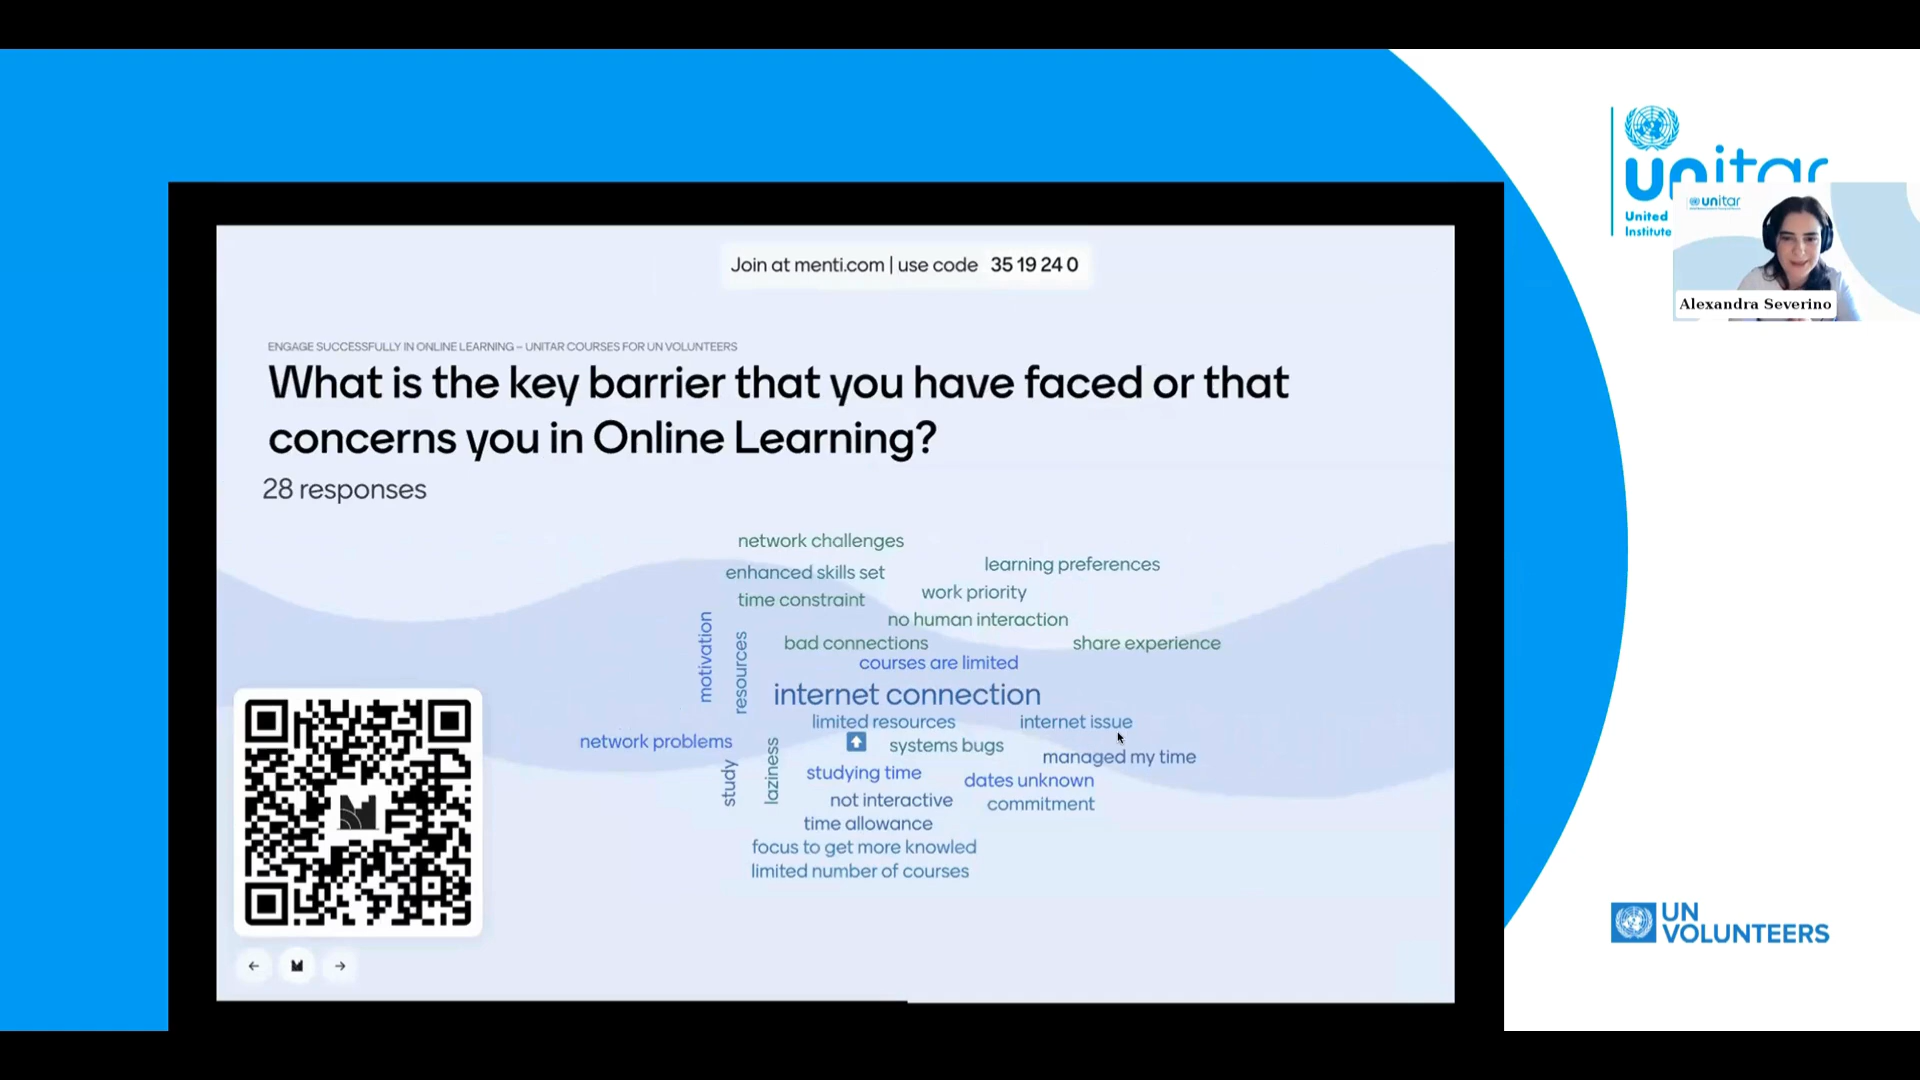 unitar
United
Institute
unitar
Alexandra Severino
Join at menti.com | use code 35 19 24 0
ENGAGE SUCCESSFULLY IN ONLINE LEARNING – UNITAR COURSES FOR UN VOLUNTEERS
What is the key barrier that you have faced or that
concerns you in Online Learning?
28 responses
network challenges
learning preferences
enhanced skills set
work priority
time constraint
no human interaction
motivation
resources
bad connections
share experience
courses are limited
internet connection
limited resources
internet issue
network problems
systems bugs
managed my time
study
laziness
studying time
dates unknown
not interactive
commitment
time allowance
focus to get more knowled
limited number of courses
UN
VOLUNTEERS